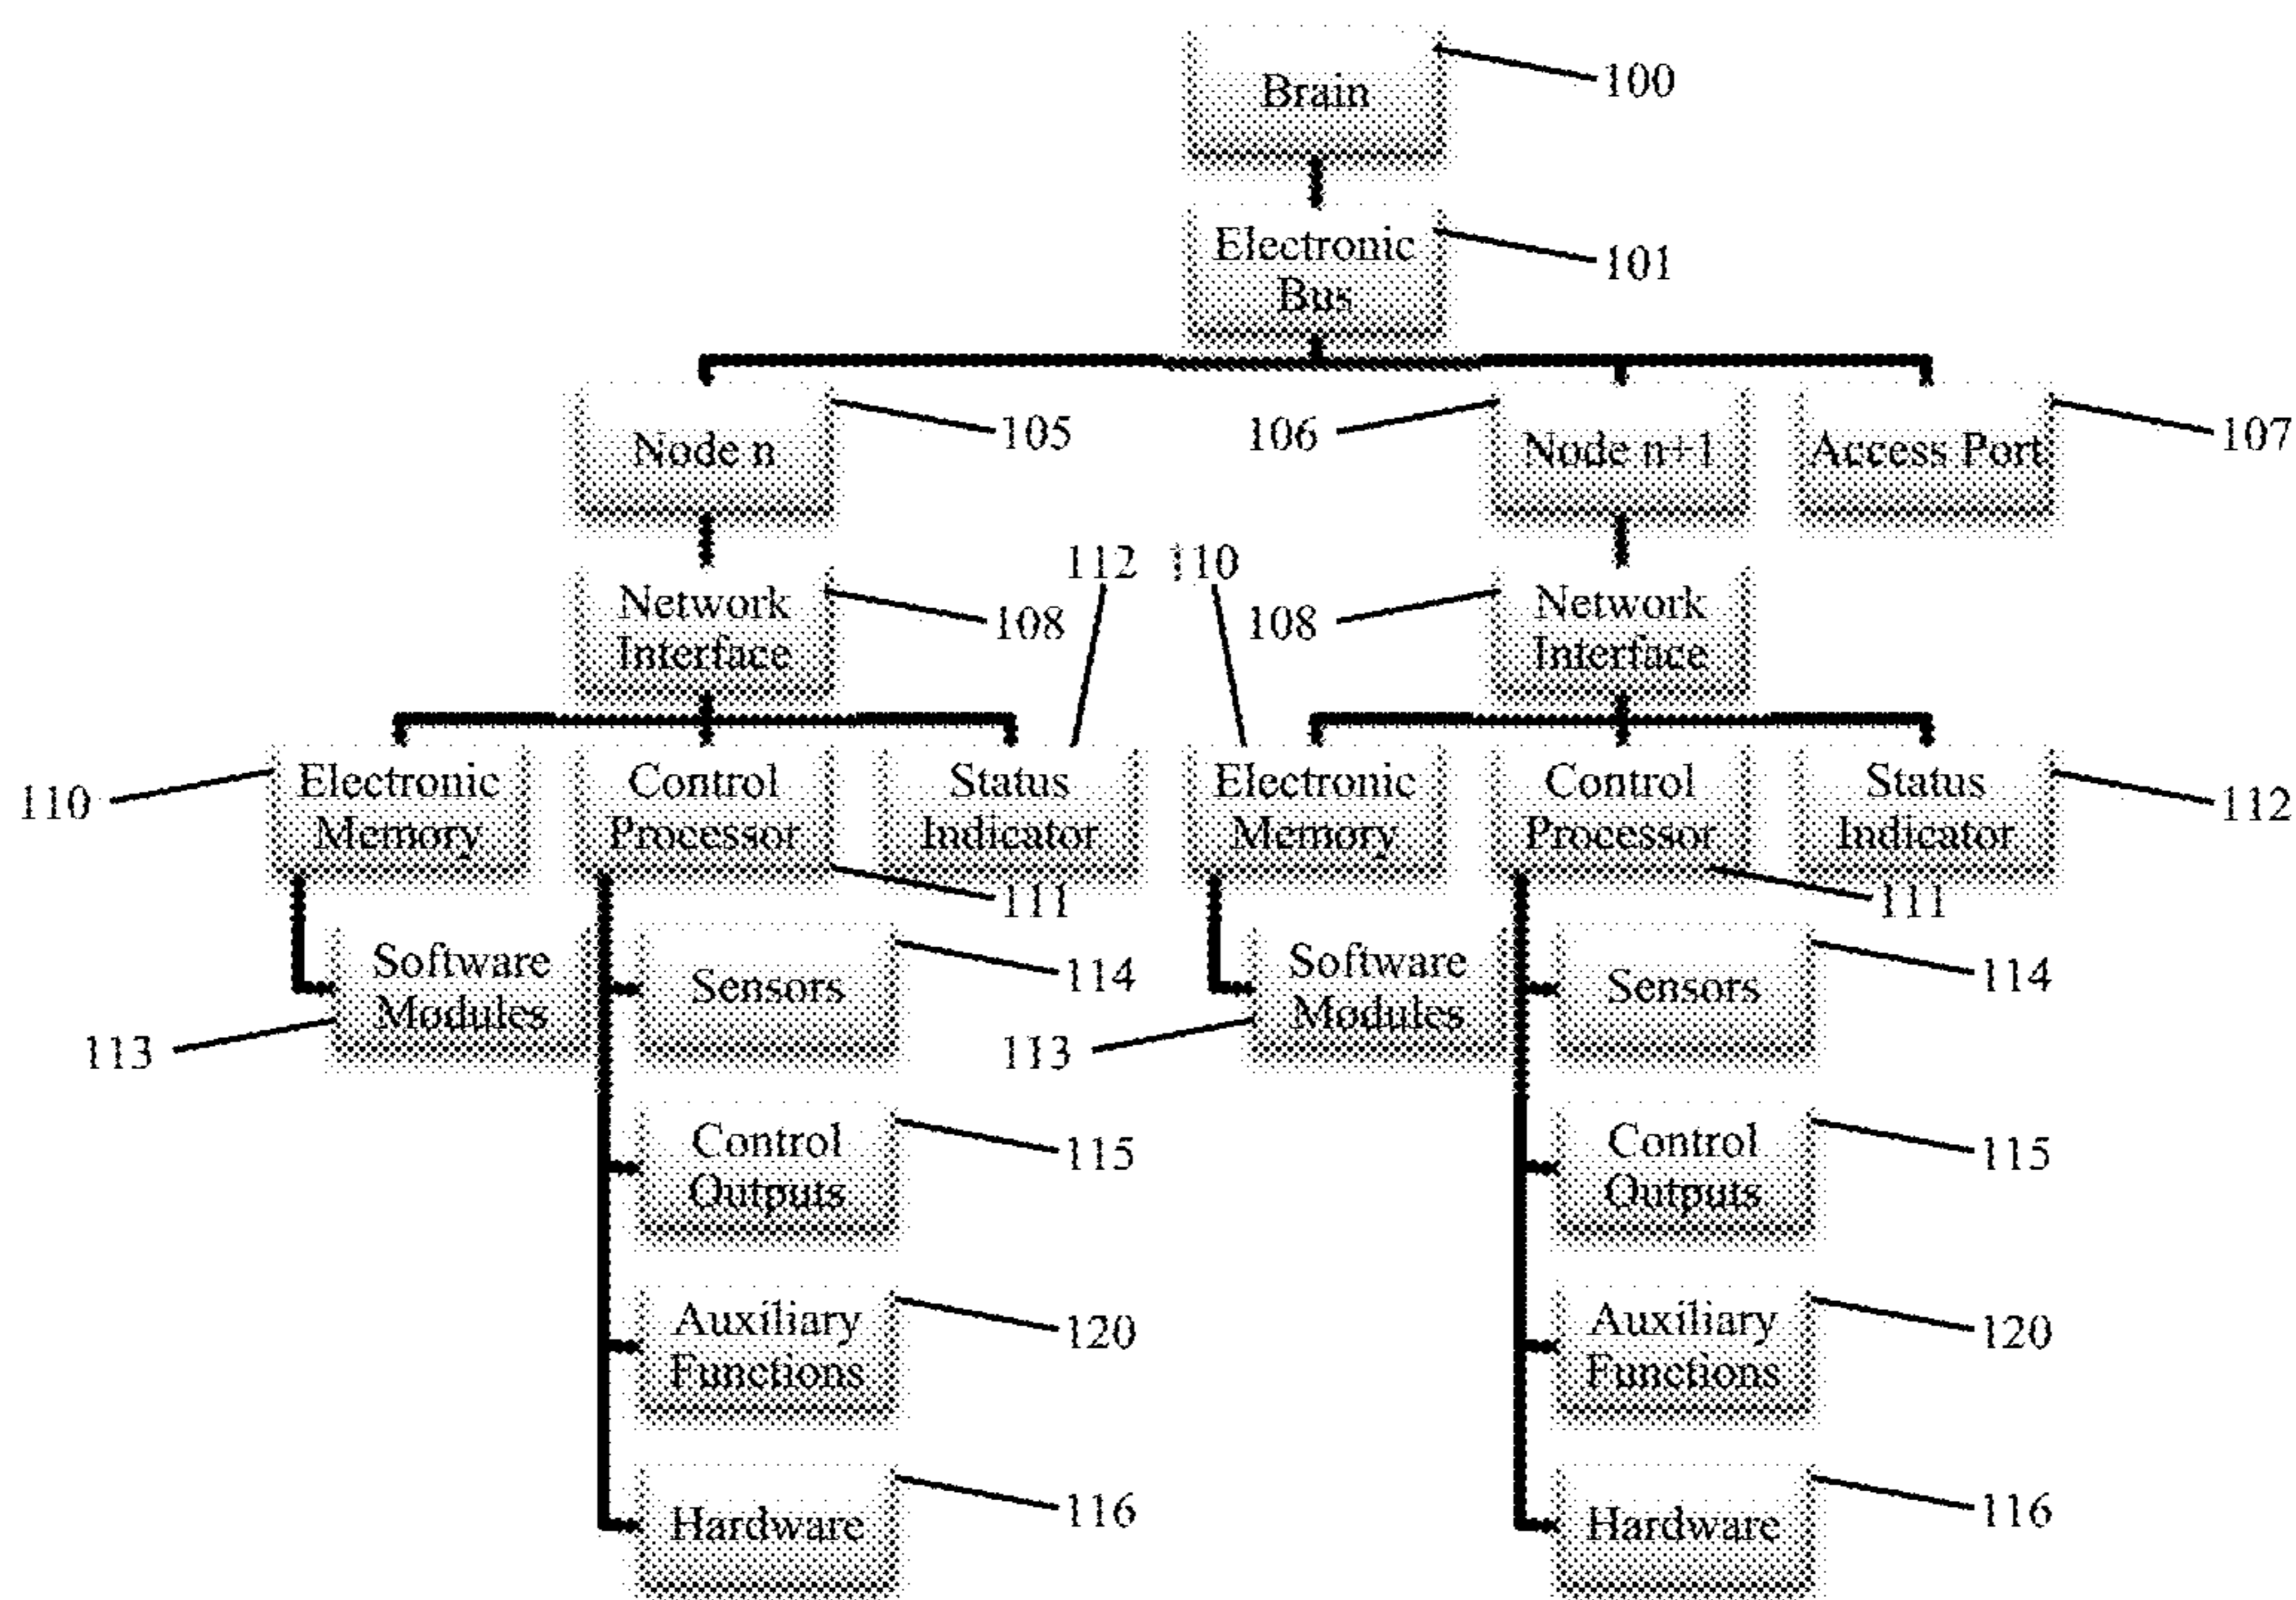 Brain
100
Electronic
Bus
101
Node n
105
106
Node n+1
Access Port
107
Network
Interface
108
112
110
108
Network
Interface
110
Electronic
Memory
Control
Processor
111
Status
Indicator
Electronic
Memory
Control
Processor
111
Status
Indicator
112
Software
Modules
113
Sensors
114
Software
Modules
113
Sensors
114
Control
Outputs
115
Control
Outputs
115
Auxiliary
Functions
120
Auxiliary
Functions
120
Hardware
116
Hardware
116